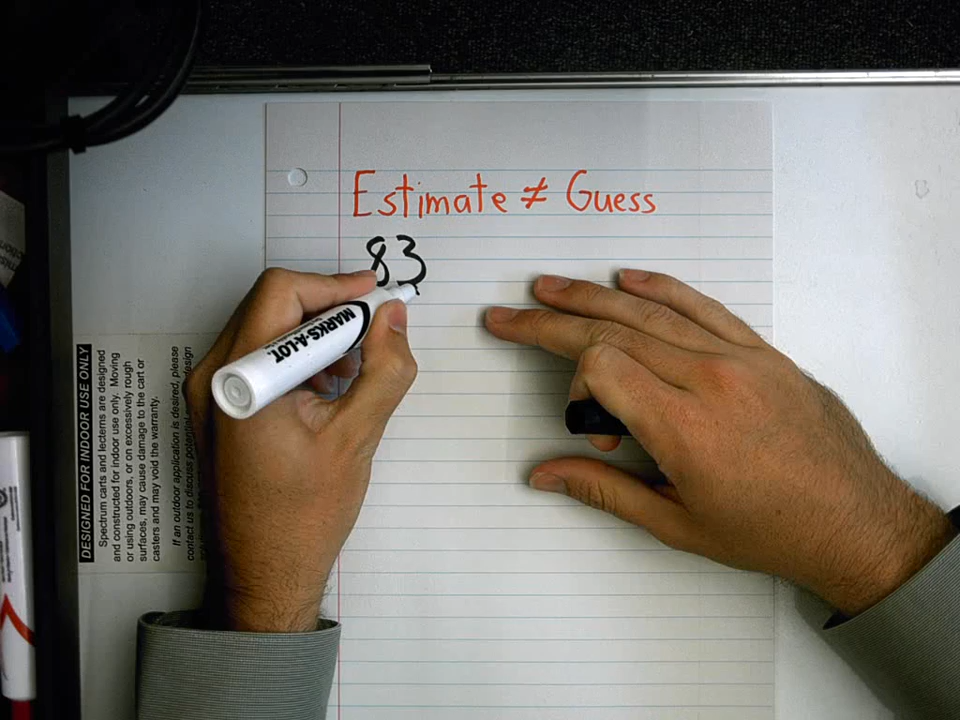 Estimate ≠ Guess
83
MARKS-A-LOT
DESIGNED FOR INDOOR USE ONLY
Spectrum carts and lecterns are designed
and constructed for indoor use only. Moving
or using outdoors, or on excessively rough
surfaces, may cause damage to the cart or
casters and may void the warranty.
If an outdoor application is desired, please
contact us to discuss potential design